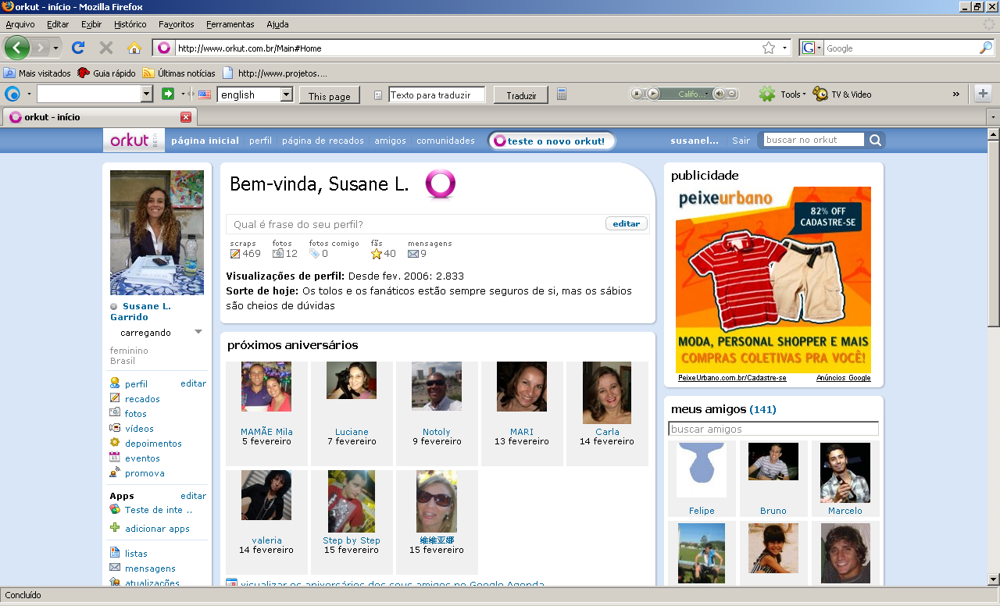 orkut - início - Mozilla Firefox
Arquivo Editar Exibir Histórico Favoritos Ferramentas Ajuda
http://www.orkut.com.br/Main#Home
Google
Mais visitados Guia rápido Últimas notícias http://www.projetos....
english This page Texto para traduzir Traduzir Califo... Tools TV & Video »
orkut - início
orkut BETA página inicial perfil página de recados amigos comunidades teste o novo orkut! susanel... Sair buscar no orkut
Susane L.
Garrido
carregando
feminino
Brasil
perfil editar
recados
fotos
vídeos
depoimentos
eventos
promova
Apps editar
Teste de inte ..
adicionar apps
listas
mensagens
atualizações
Bem-vinda, Susane L.
Qual é frase do seu perfil? editar
scraps fotos fotos comigo fãs mensagens
469 12 0 40 9
Visualizações de perfil: Desde fev. 2006: 2.833
Sorte de hoje: Os tolos e os fanáticos estão sempre seguros de si, mas os sábios
são cheios de dúvidas
próximos aniversários
MAMÃE Mila Luciane Notoly MARI Carla
5 fevereiro 7 fevereiro 9 fevereiro 13 fevereiro 14 fevereiro
valeria Step by Step 维维亚娜
14 fevereiro 15 fevereiro 15 fevereiro
visualizar os aniversários dos seus amigos no Google Agenda
publicidade
peixeurbano
82% OFF
CADASTRE-SE
MODA, PERSONAL SHOPPER E MAIS
COMPRAS COLETIVAS PRA VOCÊ!
PeixeUrbano.com.br/Cadastre-se Anúncios Google
meus amigos (141)
buscar amigos
Felipe Bruno Marcelo
Concluído